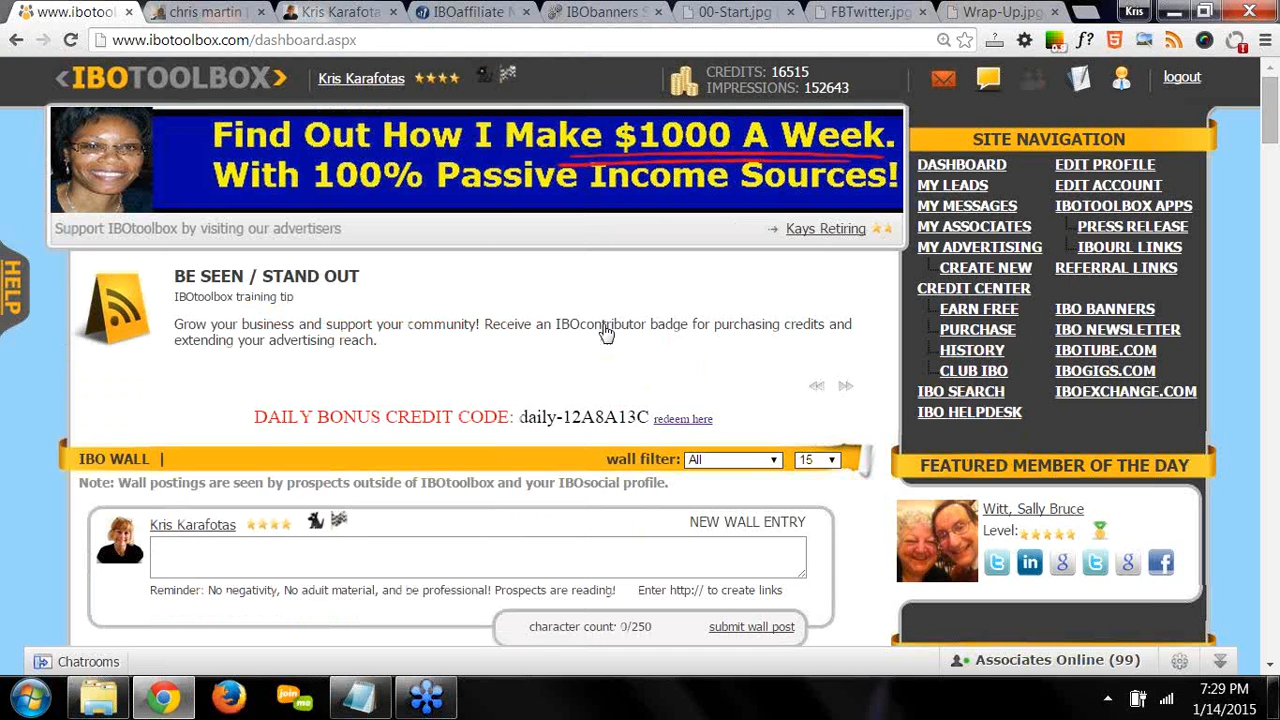 www.ibotoolbo
chris martin
Kris Karafota
IBOaffiliate N
IBObanners S
00-Start.jpg
FBTwitter.jpg
Wrap-Up.jpg
Kris
www.ibotoolbox.com/dashboard.aspx
<IBOTOOLBOX>
Kris Karafotas
CREDITS: 16515
IMPRESSIONS: 152643
logout
Find Out How I Make $1000 A Week.
With 100% Passive Income Sources!
Support IBOtoolbox by visiting our advertisers
Kays Retiring
HELP
BE SEEN / STAND OUT
IBOtoolbox training tip
Grow your business and support your community! Receive an IBOcontributor badge for purchasing credits and
extending your advertising reach.
DAILY BONUS CREDIT CODE: daily-12A8A13C redeem here
IBO WALL |
wall filter: All 15
Note: Wall postings are seen by prospects outside of IBOtoolbox and your IBOsocial profile.
Kris Karafotas
NEW WALL ENTRY
Reminder: No negativity, No aduit material, and be professional! Prospects are reading!
Enter http:// to create links
character count: 0/250
submit wall post
SITE NAVIGATION
DASHBOARD
MY LEADS
MY MESSAGES
MY ASSOCIATES
MY ADVERTISING
CREATE NEW
CREDIT CENTER
EARN FREE
PURCHASE
HISTORY
CLUB IBO
IBO SEARCH
IBO HELPDESK
EDIT PROFILE
EDIT ACCOUNT
IBOTOOLBOX APPS
PRESS RELEASE
IBOURL LINKS
REFERRAL LINKS
IBO BANNERS
IBO NEWSLETTER
IBOTUBE.COM
IBOGIGS.COM
IBOEXCHANGE.COM
FEATURED MEMBER OF THE DAY
Witt, Sally Bruce
Level:
Chatrooms
Associates Online (99)
join
me
7:29 PM
1/14/2015